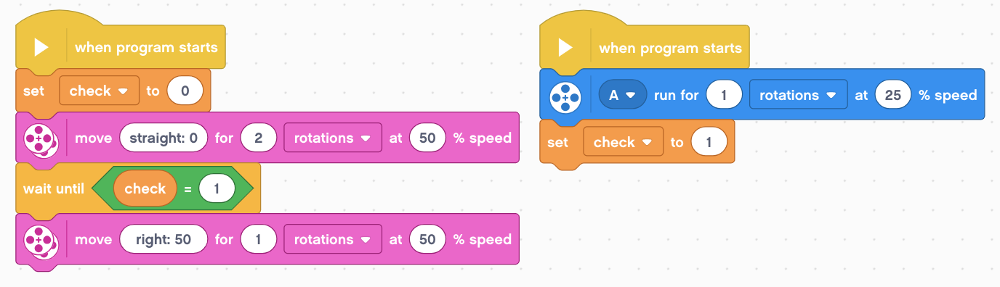 when program starts
set check to 0
move straight: 0 for 2 rotations at 50 % speed
wait until check = 1
move right: 50 for 1 rotations at 50 % speed
when program starts
A run for 1 rotations at 25 % speed
set check to 1